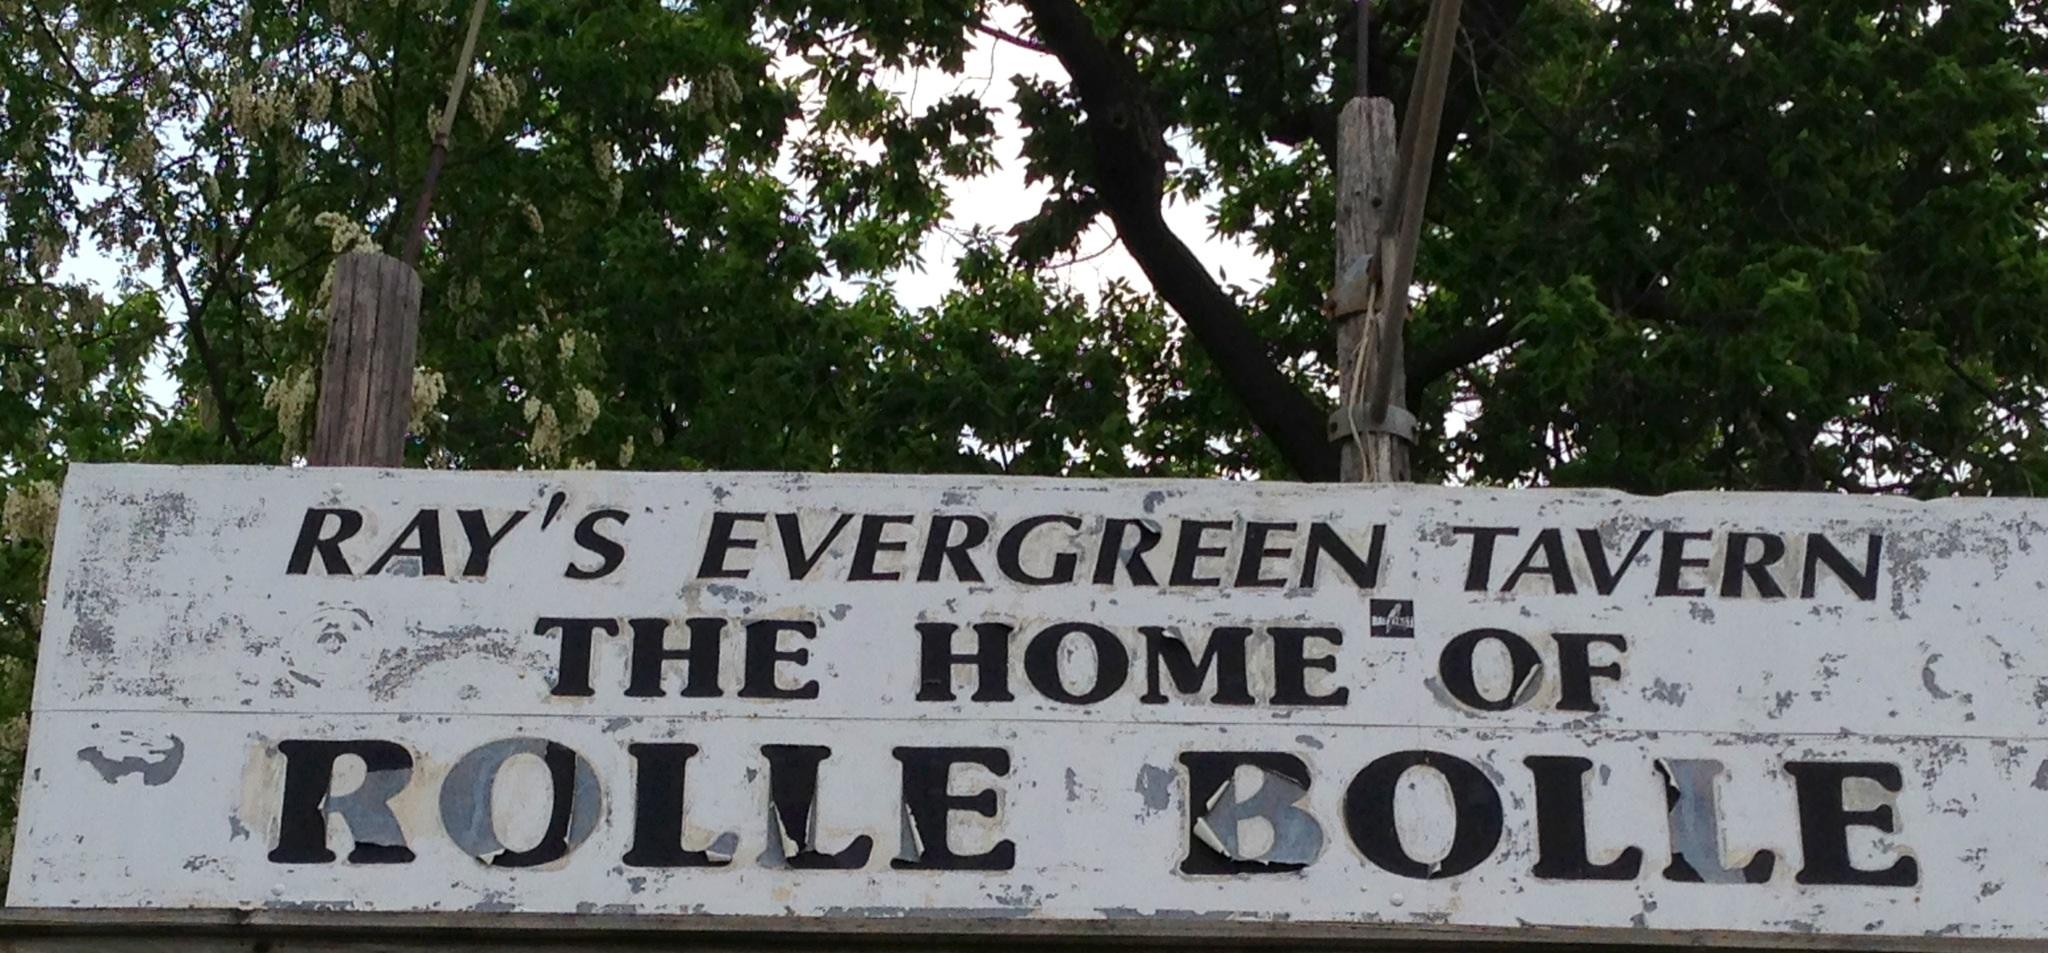 RAY'S EVERGREEN TAVERN
THE HOME OF
ROLLE BOLLE